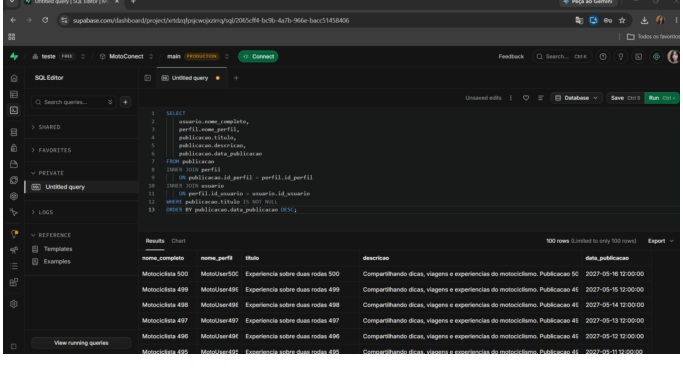 Untitled query | SQL Editor |
Peça ao Gemini
Todos os favoritos
teste FREE MotoConect main PRODUCTION Connect
Feedback Search... Ctrl K
SQL Editor
Untitled query
Search queries...
Unsaved edits Database Save Ctrl S Run
SHARED
FAVORITES
PRIVATE
Untitled query
LOGS
REFERENCE
Templates
Examples
View running queries
1 SELECT
2 usuario.nome_completo,
3 perfil.nome_perfil,
4 publicacao.titulo,
5 publicacao.descricao,
6 publicacao.data_publicacao
7 FROM publicacao
8 INNER JOIN perfil
9 ON publicacao.id_perfil = perfil.id_perfil
10 INNER JOIN usuario
11 ON perfil.id_usuario = usuario.id_usuario
12 WHERE publicacao.titulo IS NOT NULL
13 ORDER BY publicacao.data_publicacao DESC;
Results Chart 100 rows (Limited to only 100 rows) Export
nome_completo nome_perfil titulo descricao data_publicacao
Motociclista 500 MotoUser500 Experiencia sobre duas rodas 500 Compartilhando dicas, viagens e experiencias do motociclismo. Publicacao 50 2027-05-16 12:00:00
Motociclista 499 MotoUser499 Experiencia sobre duas rodas 499 Compartilhando dicas, viagens e experiencias do motociclismo. Publicacao 49 2027-05-15 12:00:00
Motociclista 498 MotoUser498 Experiencia sobre duas rodas 498 Compartilhando dicas, viagens e experiencias do motociclismo. Publicacao 49 2027-05-14 12:00:00
Motociclista 497 MotoUser497 Experiencia sobre duas rodas 497 Compartilhando dicas, viagens e experiencias do motociclismo. Publicacao 49 2027-05-13 12:00:00
Motociclista 496 MotoUser496 Experiencia sobre duas rodas 496 Compartilhando dicas, viagens e experiencias do motociclismo. Publicacao 49 2027-05-12 12:00:00
Motociclista 495 MotoUser495 Experiencia sobre duas rodas 495 Compartilhando dicas, viagens e experiencias do motociclismo. Publicacao 49 2027-05-11 12:00:00